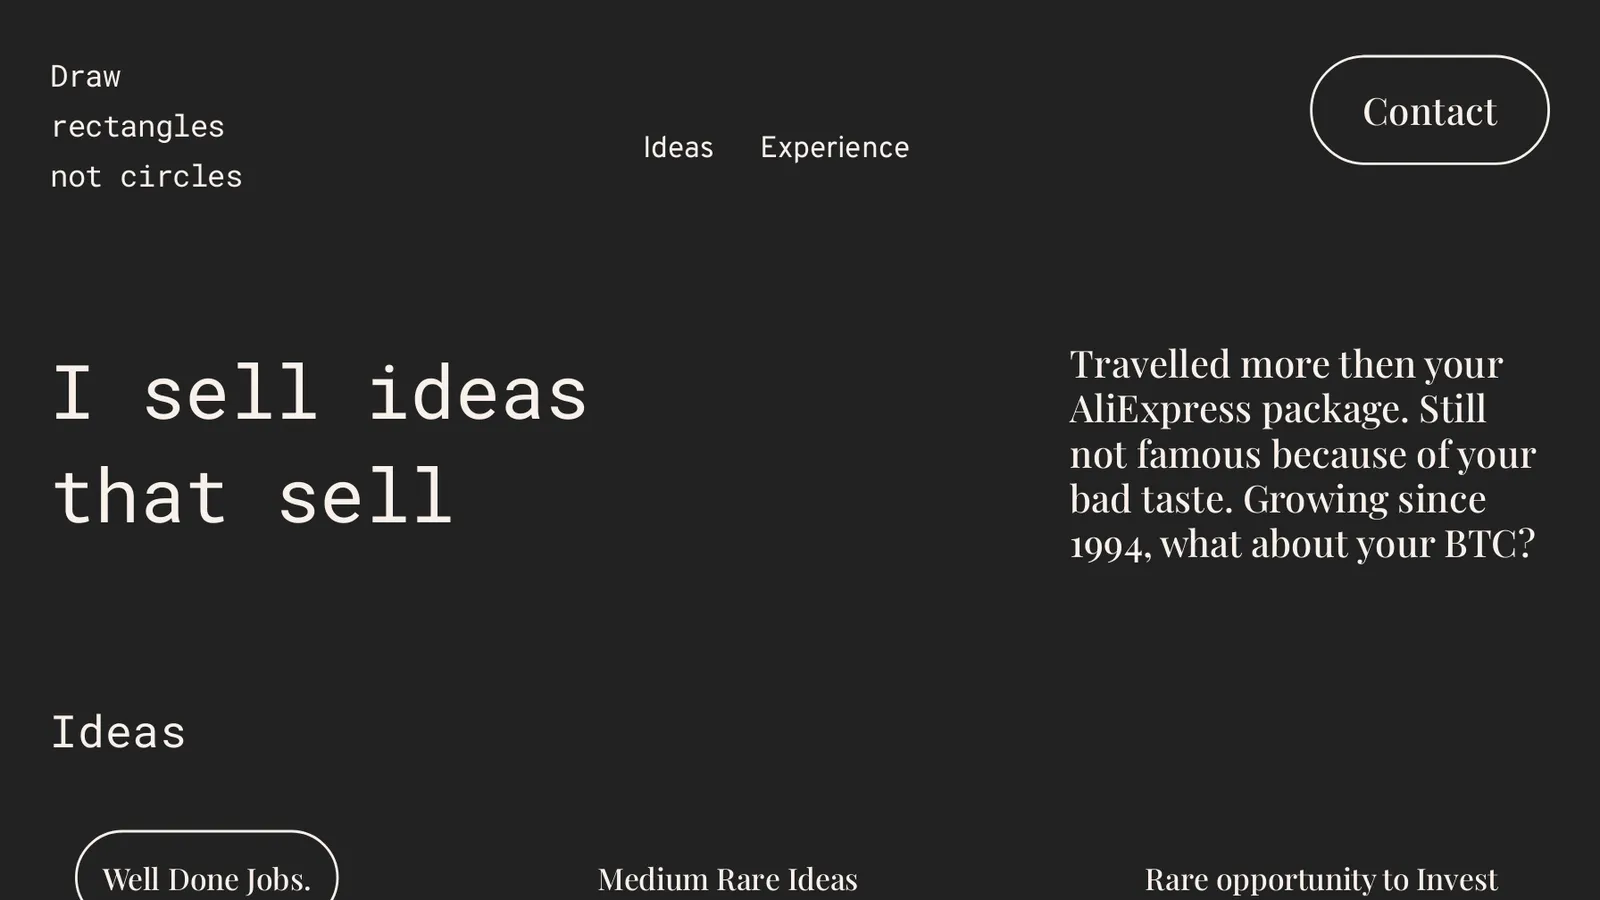 Draw
rectangles
not circles
Ideas Experience
Contact
I sell ideas
that sell
Travelled more then your
AliExpress package. Still
not famous because of your
bad taste. Growing since
1994, what about your BTC?
Ideas
Well Done Jobs.
Medium Rare Ideas
Rare opportunity to Invest